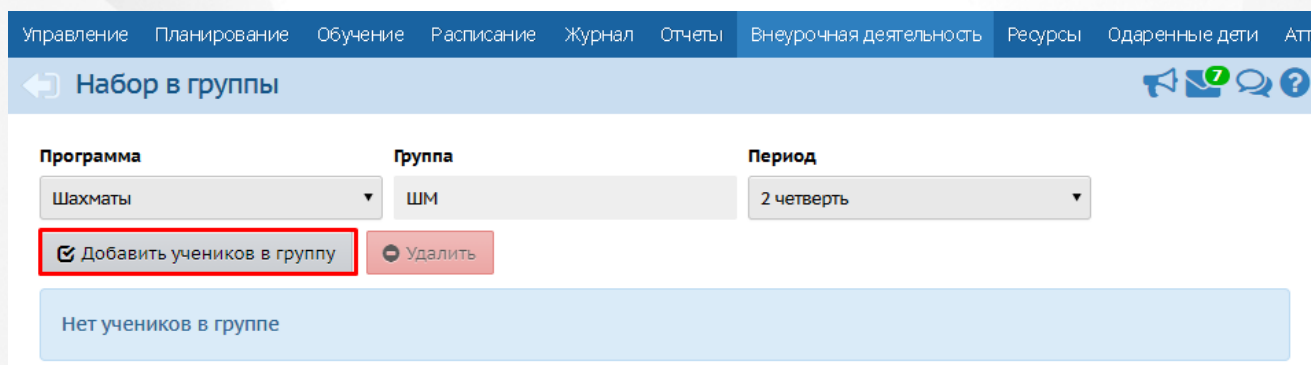 Управление Планирование Обучение Расписание Журнал Отчеты Внеурочная деятельность Ресурсы Одаренные дети
Набор в группы
7
Программа Группа Период
Шахматы ШМ 2 четверть
Добавить учеников в группу Удалить
Нет учеников в группе